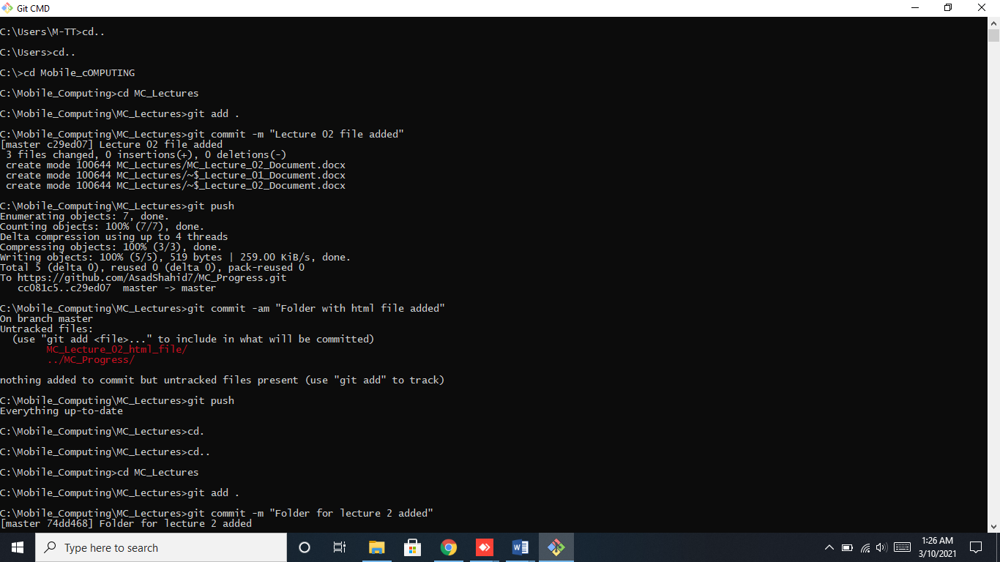 Git CMD
C:\Users\M-TT>cd..
C:\Users>cd..
C:\>cd Mobile_cOMPUTING
C:\Mobile_Computing>cd MC_Lectures
C:\Mobile_Computing\MC_Lectures>git add .
C:\Mobile_Computing\MC_Lectures>git commit -m "Lecture 02 file added"
[master c29ed07] Lecture 02 file added
 3 files changed, 0 insertions(+), 0 deletions(-)
 create mode 100644 MC_Lectures/MC_Lecture_02_Document.docx
 create mode 100644 MC_Lectures/~$_Lecture_01_Document.docx
 create mode 100644 MC_Lectures/~$_Lecture_02_Document.docx
C:\Mobile_Computing\MC_Lectures>git push
Enumerating objects: 7, done.
Counting objects: 100% (7/7), done.
Delta compression using up to 4 threads
Compressing objects: 100% (3/3), done.
Writing objects: 100% (5/5), 519 bytes | 259.00 KiB/s, done.
Total 5 (delta 0), reused 0 (delta 0), pack-reused 0
To https://github.com/AsadShahid7/MC_Progress.git
   cc081c5..c29ed07  master -> master
C:\Mobile_Computing\MC_Lectures>git commit -am "Folder with html file added"
On branch master
Untracked files:
  (use "git add <file>..." to include in what will be committed)
        MC_Lecture_02_html_file/
        ../MC_Progress/
nothing added to commit but untracked files present (use "git add" to track)
C:\Mobile_Computing\MC_Lectures>git push
Everything up-to-date
C:\Mobile_Computing\MC_Lectures>cd.
C:\Mobile_Computing\MC_Lectures>cd..
C:\Mobile_Computing>cd MC_Lectures
C:\Mobile_Computing\MC_Lectures>git add .
C:\Mobile_Computing\MC_Lectures>git commit -m "Folder for lecture 2 added"
[master 74dd468] Folder for lecture 2 added
Type here to search
1:26 AM
3/10/2021